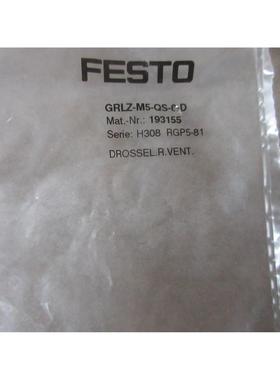 FESTO
GRLZ-M5-QS-6-D
Mat.-Nr.: 193155
Serie: H308 RGP5-81
DROSSEL.R.VENT.